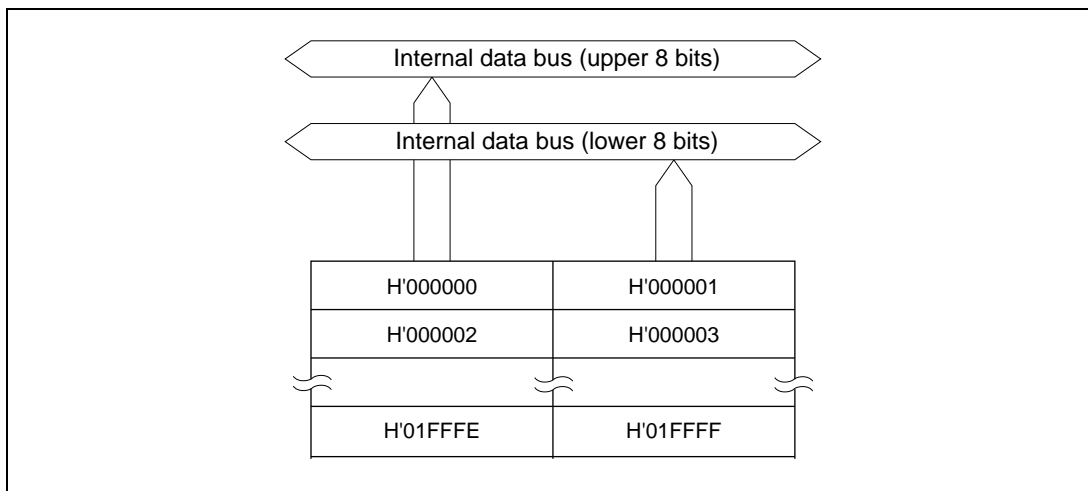 Internal data bus (upper 8 bits)
Internal data bus (lower 8 bits)
H'000000 H'000001
H'000002 H'000003
H'01FFFE H'01FFFF